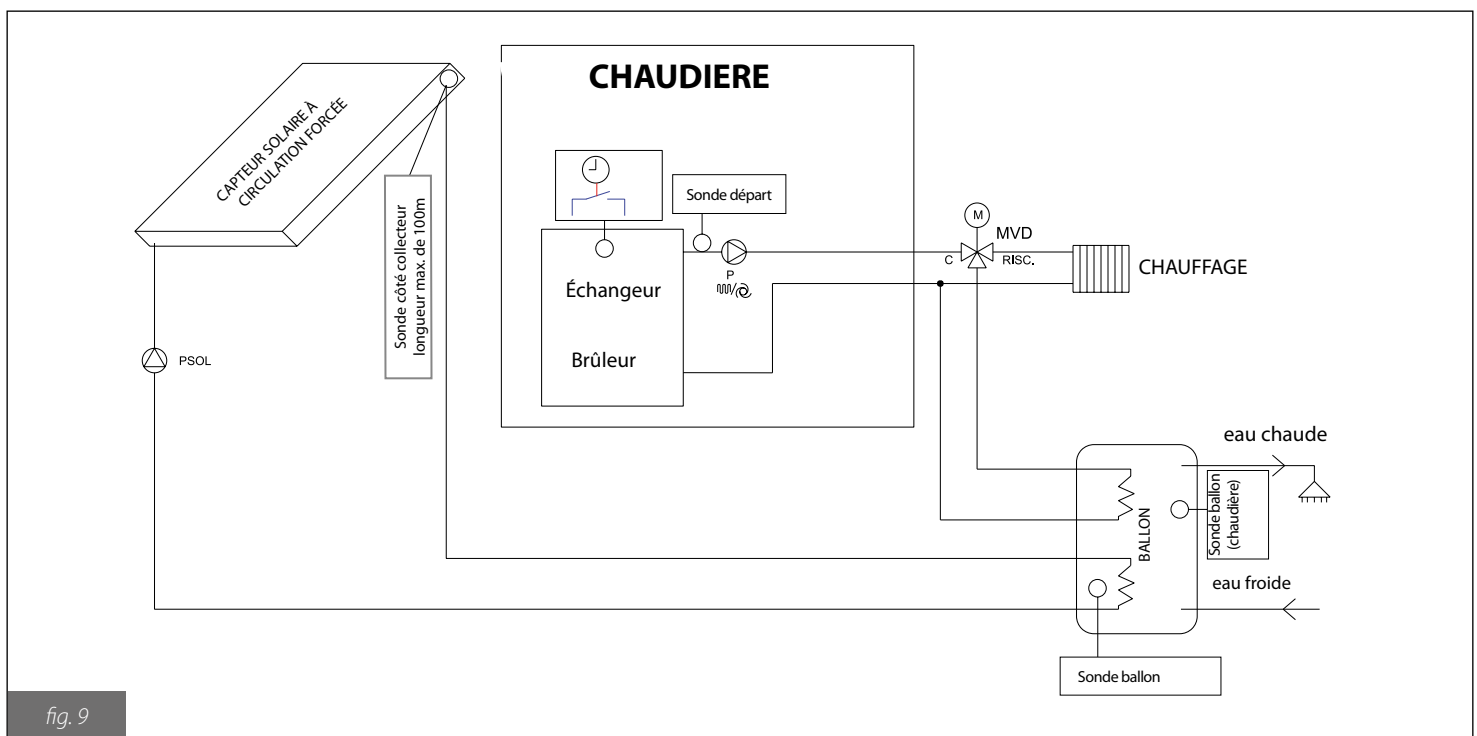 CHAUDIERE
CAPTEUR SOLAIRE À
CIRCULATION FORCÉE
Sonde côté collecteur
longueur max. de 100m
Sonde départ
M
MVD
C
RISC.
P
CHAUFFAGE
Échangeur
Brûleur
PSOL
eau chaude
BALLON
Sonde ballon
(chaudière)
eau froide
Sonde ballon
fig. 9